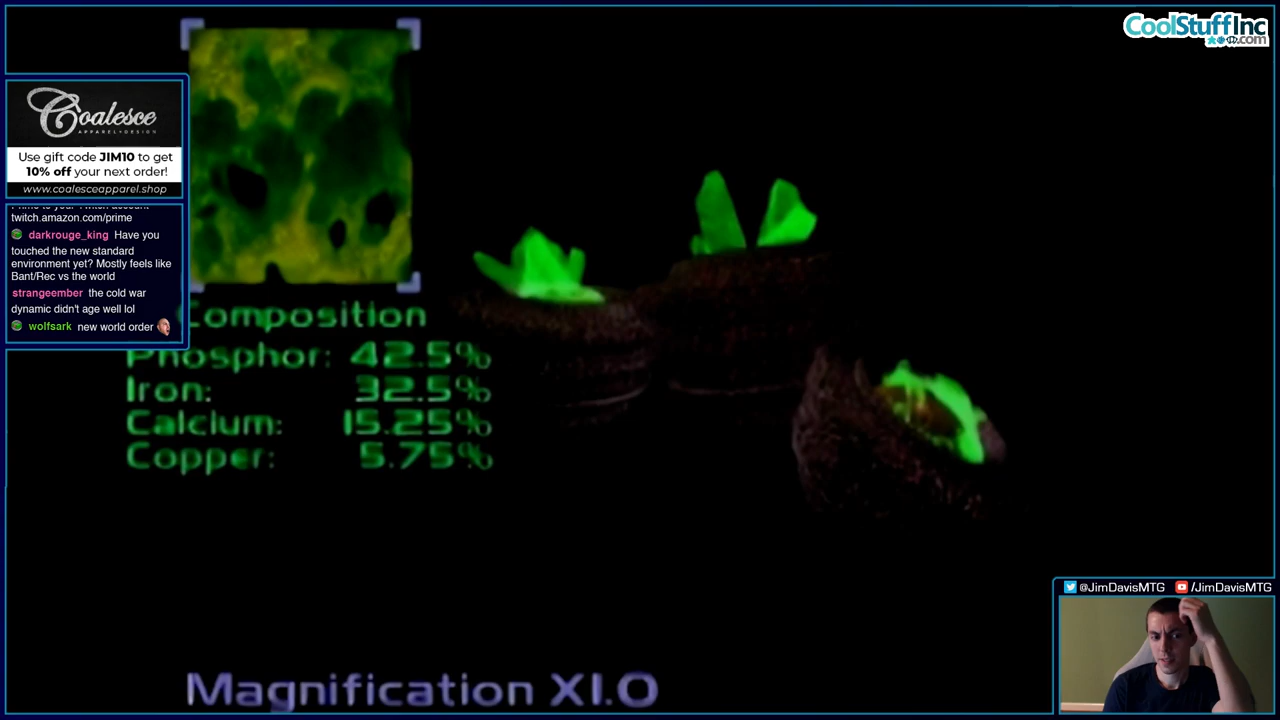 CoolStuffInc
.com
Coalesce
APPAREL+DESIGN
Use gift code JIM10 to get
10% off your next order!
www.coalesceapparel.shop
twitch.amazon.com/prime
darkrouge_king Have you
touched the new standard
environment yet? Mostly feels like
Bant/Rec vs the world
strangeember the cold war
dynamic didn't age well lol
wolfsark new world order
Composition
Phosphor: 42.5%
Iron: 32.5%
Calcium: 15.25%
Copper: 5.75%
Magnification X1.0
@JimDavisMTG /JimDavisMTG